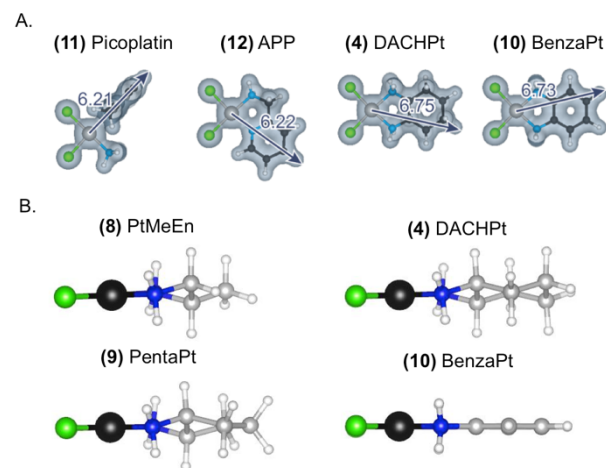 A.
(11) Picoplatin (12) APP (4) DACHPt (10) BenzaPt
6.21 6.22 6.75 6.73
B.
(8) PtMeEn (4) DACHPt
(9) PentaPt (10) BenzaPt